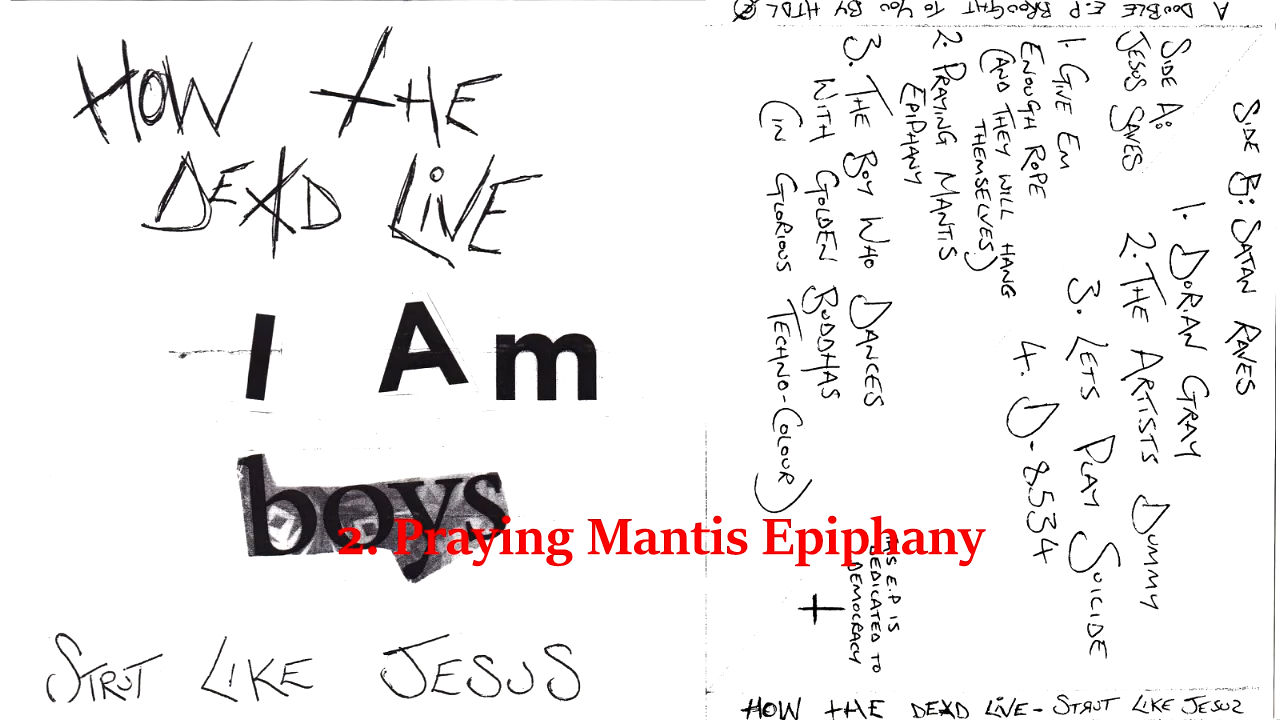 HOW THE
DEAD LiVE
I Am
boys
STRUT LIKE JESUS
2. Praying Mantis Epiphany
A DOUBLE E.P BROUGHT TO YOU BY HTDL
SIDE A:
JESUS SAVES
1. GIVE EM
ENOUGH ROPE
(AND THEY WILL HANG
THEMSELVES)
2. PRAYING MANTIS
EPIPHANY
3. THE BOY WHO DANCES
WITH GOLDEN BUDDHAS
(IN GLORIOUS TECHNO-COLOUR)
SIDE B: SATAN RAVES
1. DORIAN GRAY
2. THE ARTISTS DUMMY
3. LETS PLAY SUICIDE
4. D-8534
THIS E.P IS
DEDICATED TO
DEMOCRACY
HOW THE DEAD LiVE - STRUT LIKE JESUS